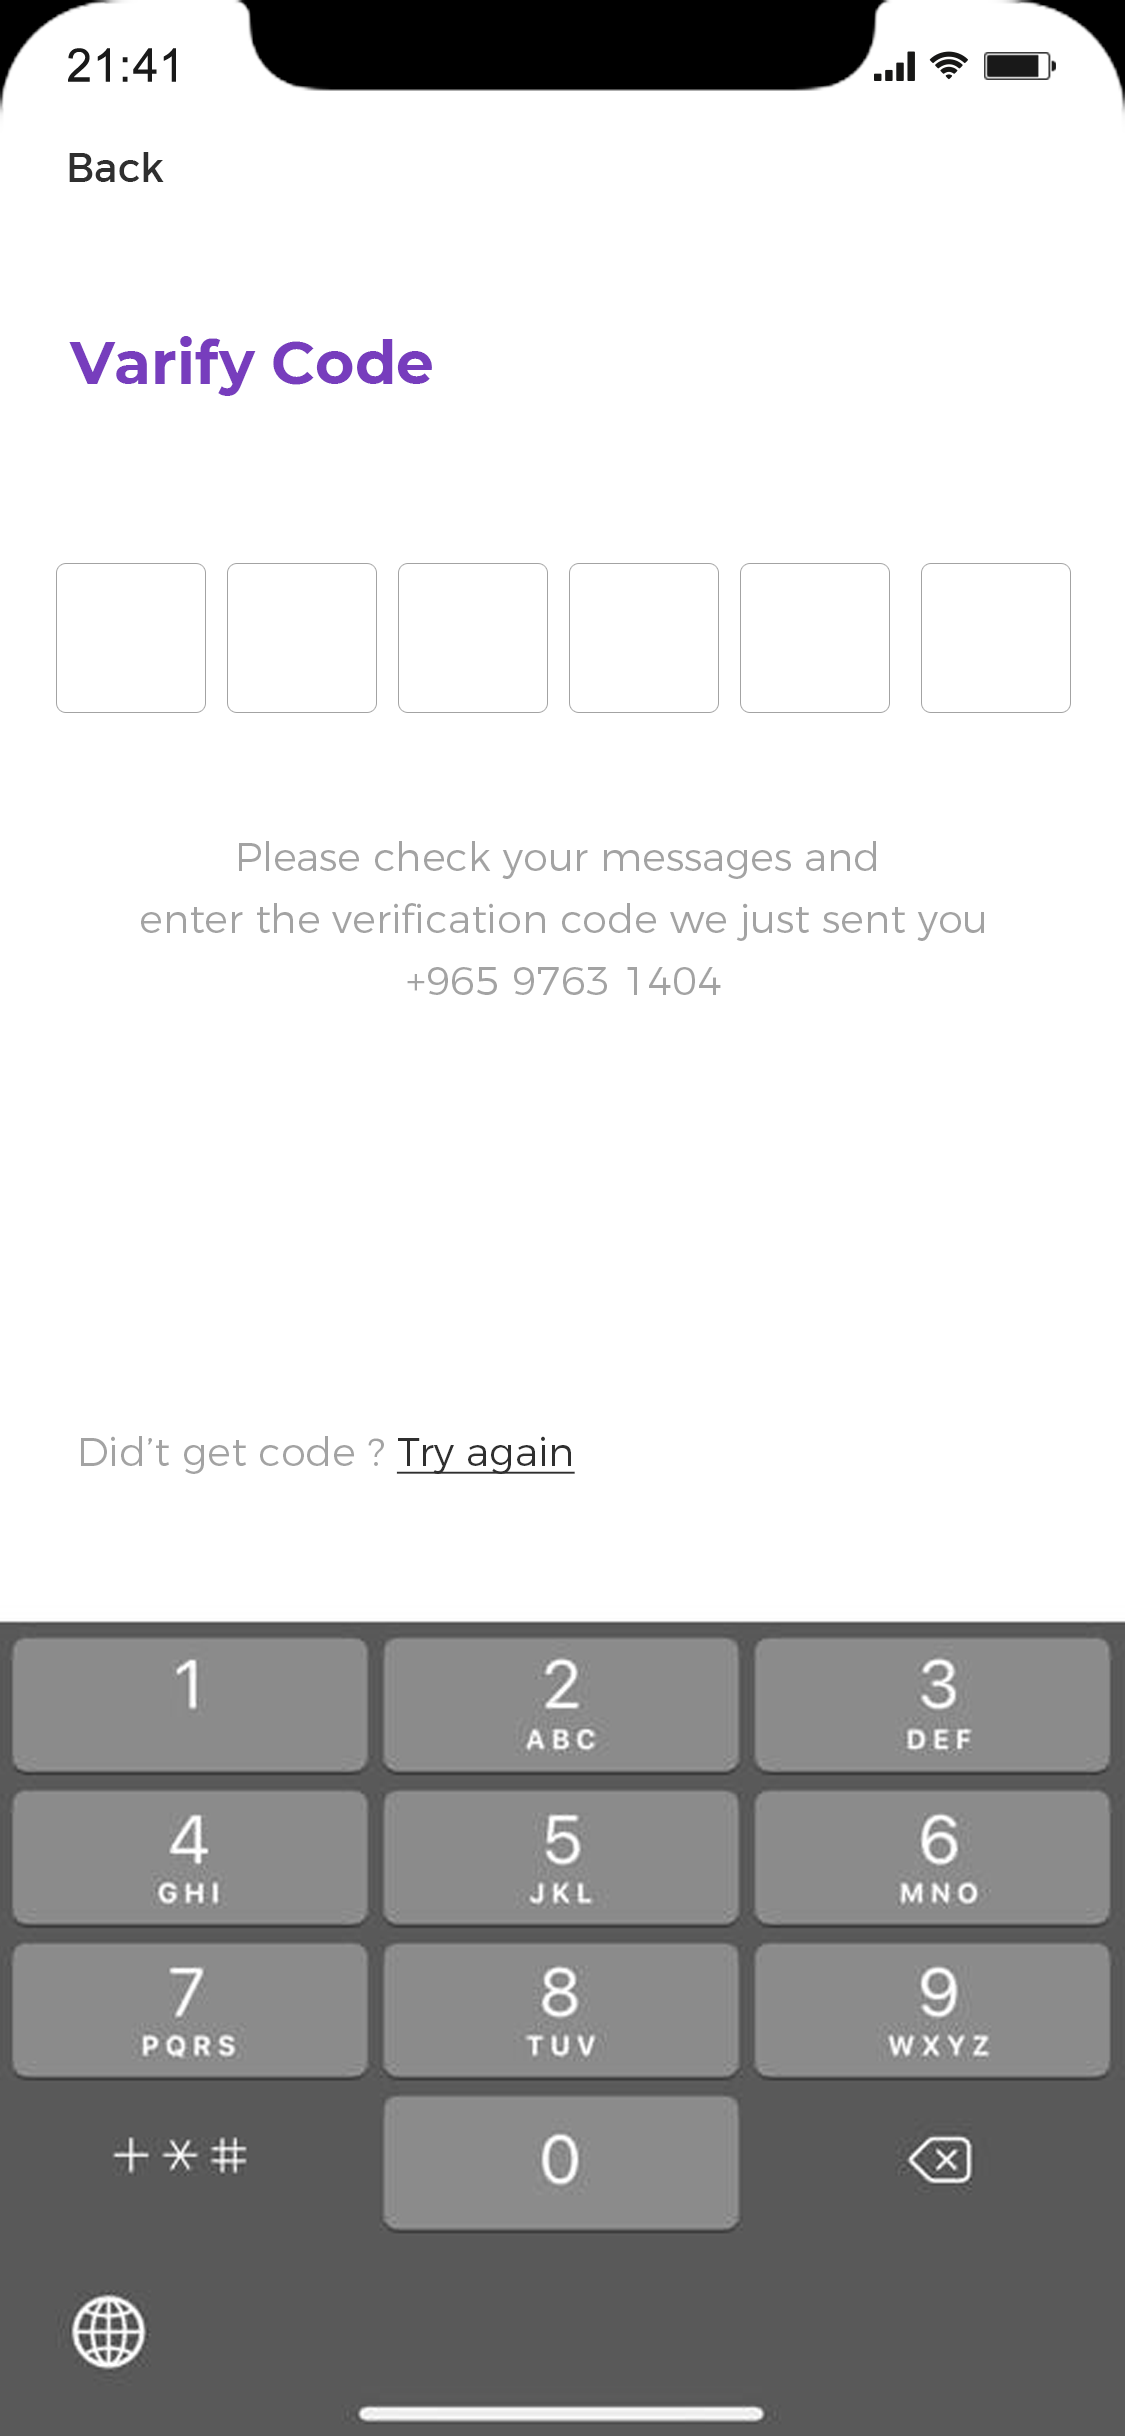 21:41
Back
Varify Code
Please check your messages and
enter the verification code we just sent you
+965 9763 1404
Did't get code ? Try again
1
2
3
ABC
DEF
4
5
6
GHI
JKL
MNO
7
8
9
PQRS
TUV
WXYZ
+*#
0